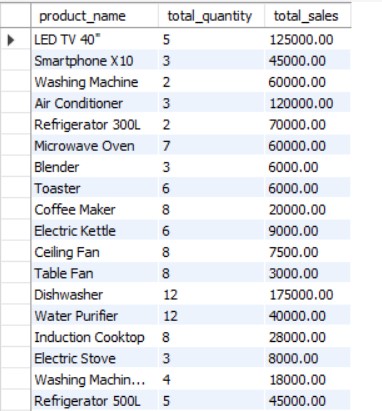 product_name total_quantity total_sales
LED TV 40" 5 125000.00
Smartphone X10 3 45000.00
Washing Machine 2 60000.00
Air Conditioner 3 120000.00
Refrigerator 300L 2 70000.00
Microwave Oven 7 60000.00
Blender 3 6000.00
Toaster 6 6000.00
Coffee Maker 8 20000.00
Electric Kettle 6 9000.00
Ceiling Fan 8 7500.00
Table Fan 8 3000.00
Dishwasher 12 175000.00
Water Purifier 12 40000.00
Induction Cooktop 8 28000.00
Electric Stove 3 8000.00
Washing Machin... 4 18000.00
Refrigerator 500L 5 45000.00